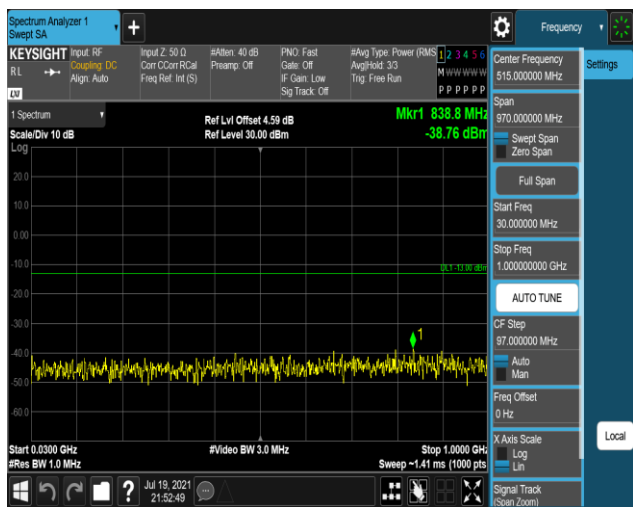 Spectrum Analyzer 1
Swept SA
Frequency
KEYSIGHT
RL
LXI
Input: RF
Coupling: DC
Align: Auto
Input Z: 50 Ω
Corr CCorr RCal
Freq Ref: Int (S)
#Atten: 40 dB
Preamp: Off
PNO: Fast
Gate: Off
IF Gain: Low
Sig Track: Off
#Avg Type: Power (RMS
Avg|Hold: 3/3
Trig: Free Run
1 2 3 4 5 6
M W W W W W
P P P P P P
Center Frequency
515.000000 MHz
Settings
Span
970.000000 MHz
Swept Span
Zero Span
Full Span
Start Freq
30.000000 MHz
Stop Freq
1.000000000 GHz
AUTO TUNE
CF Step
97.000000 MHz
Auto
Man
Freq Offset
0 Hz
X Axis Scale
Log
Lin
Local
Signal Track
(Span Zoom)
1 Spectrum
Scale/Div 10 dB
Ref Lvl Offset 4.59 dB
Ref Level 30.00 dBm
Mkr1 838.8 MHz
-38.76 dBm
Log
20.0
10.0
0.00
-10.0
DL1 -13.00 dBm
-20.0
-30.0
1
-40.0
-50.0
-60.0
Start 0.0300 GHz
#Res BW 1.0 MHz
#Video BW 3.0 MHz
Stop 1.0000 GHz
Sweep ~1.41 ms (1000 pts
?
Jul 19, 2021
21:52:49